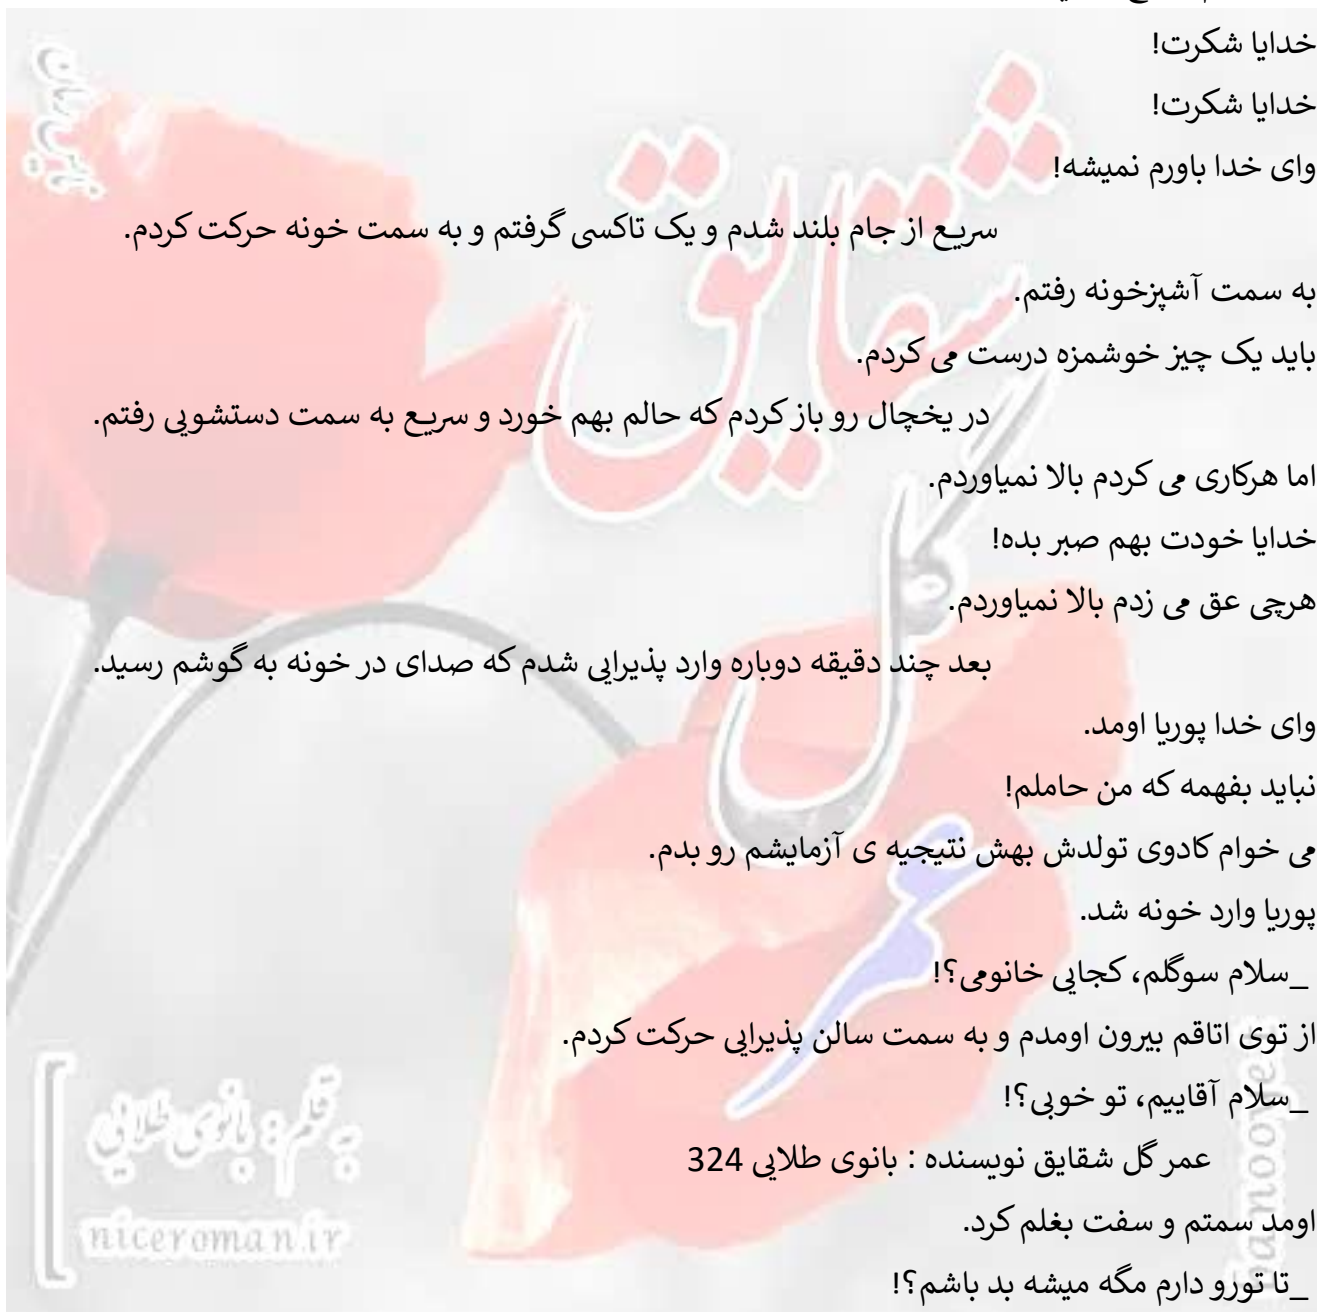 خدایا شکرت!
خدایا شکرت!
وای خدا باورم نمیشه!
سریع از جام بلند شدم و یک تاکسی گرفتم و به سمت خونه حرکت کردم.
به سمت آشپزخونه رفتم.
باید یک چیز خوشمزه درست می کردم.
در یخچال رو باز کردم که حالم بهم خورد و سریع به سمت دستشویی رفتم.
اما هرکاری می کردم بالا نمیاوردم.
خدایا خودت بهم صبر بده!
هرچی عق می زدم بالا نمیاوردم.
بعد چند دقیقه دوباره وارد پذیرایی شدم که صدای در خونه به گوشم رسید.
وای خدا پوریا اومد.
نباید بفهمه که من حاملم!
می خوام کادوی تولدش بهش نتیجیه ی آزمایشم رو بدم.
پوریا وارد خونه شد.
_سلام سوگلم، کجایی خانومی؟!
از توی اتاقم بیرون اومدم و به سمت سالن پذیرایی حرکت کردم.
_سلام آقاییم، تو خوبی؟!
عمر گل شقایق نویسنده : بانوی طلایی 324
اومد سمتم و سفت بغلم کرد.
_تا تورو دارم مگه میشه بد باشم؟!
عمر
گل
شقایق
به قلم : بانوی طلایی
niceroman.ir